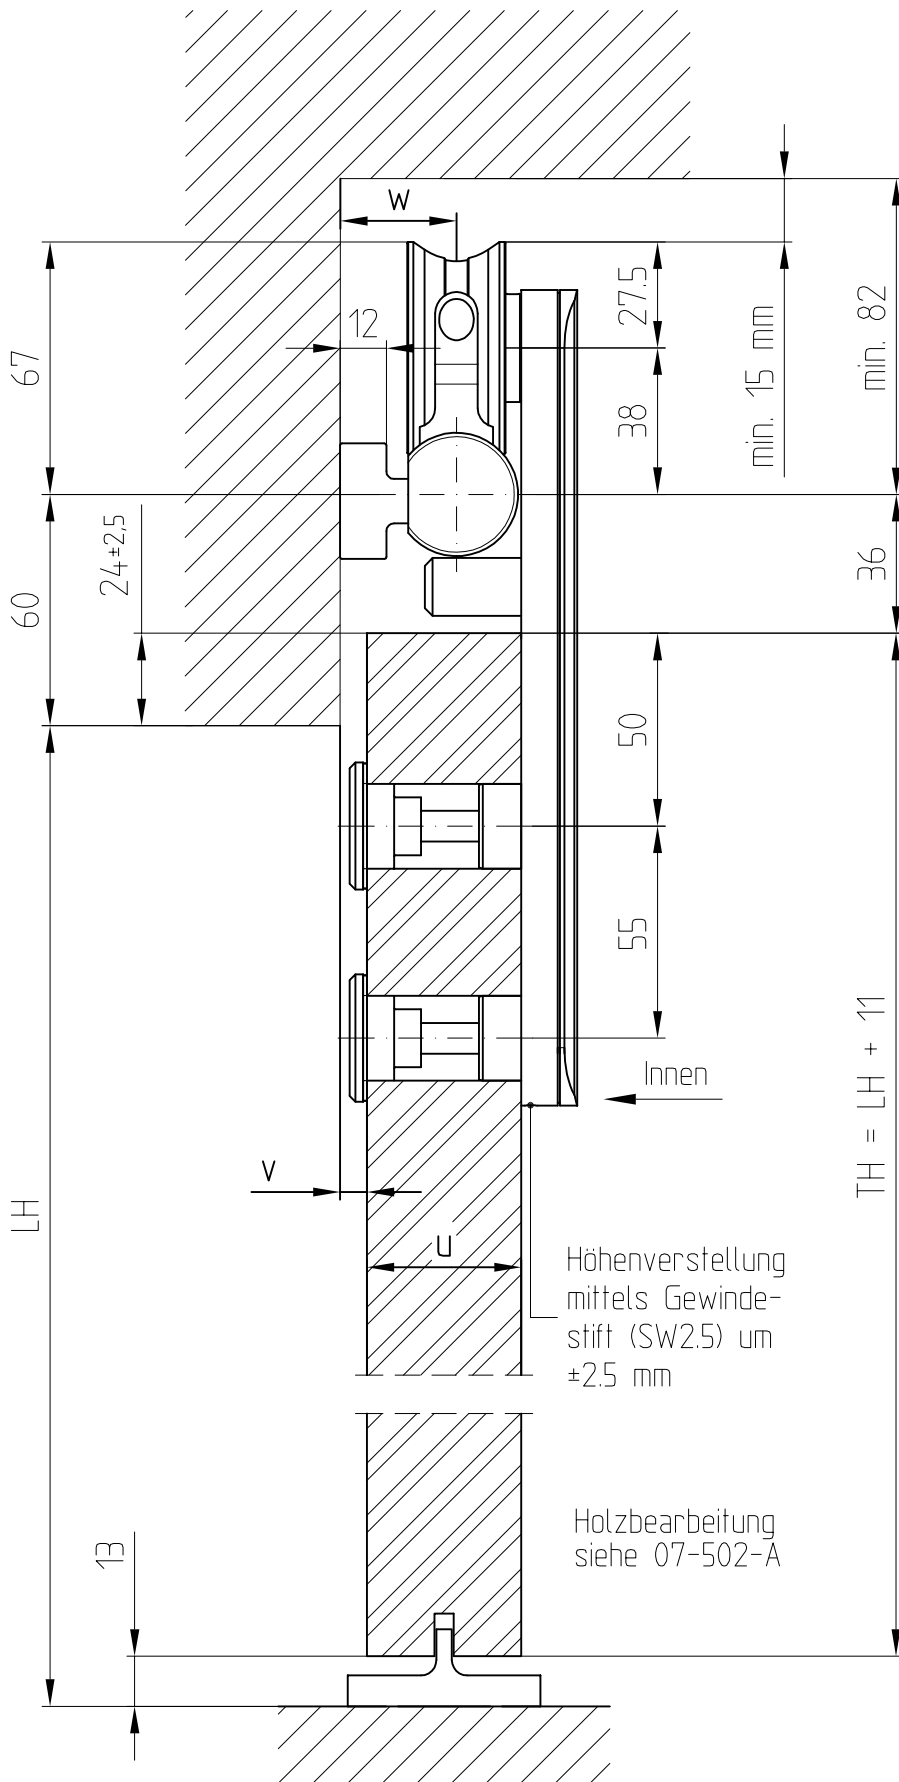 W
12
67
27.5
38
min. 15 mm
min. 82
24±2,5
60
36
50
55
Innen
TH = LH + 11
V
LH
U
Höhenverstellung
mittels Gewinde-
stift (SW2.5) um
±2.5 mm
Holzbearbeitung
siehe 07-502-A
13